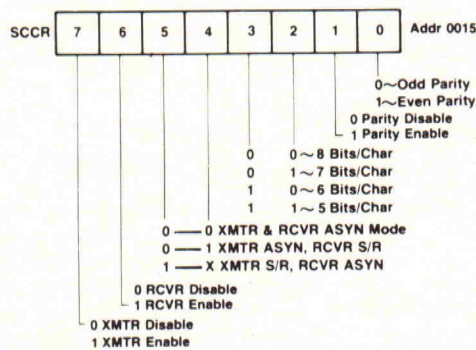 SCCR 7 6 5 4 3 2 1 0 Addr 0015
0~Odd Parity
1~Even Parity
0 Parity Disable
1 Parity Enable
0 0~8 Bits/Char
0 1~7 Bits/Char
1 0~6 Bits/Char
1 1~5 Bits/Char
0 — 0 XMTR & RCVR ASYN Mode
0 — 1 XMTR ASYN, RCVR S/R
1 — X XMTR S/R, RCVR ASYN
0 RCVR Disable
1 RCVR Enable
0 XMTR Disable
1 XMTR Enable